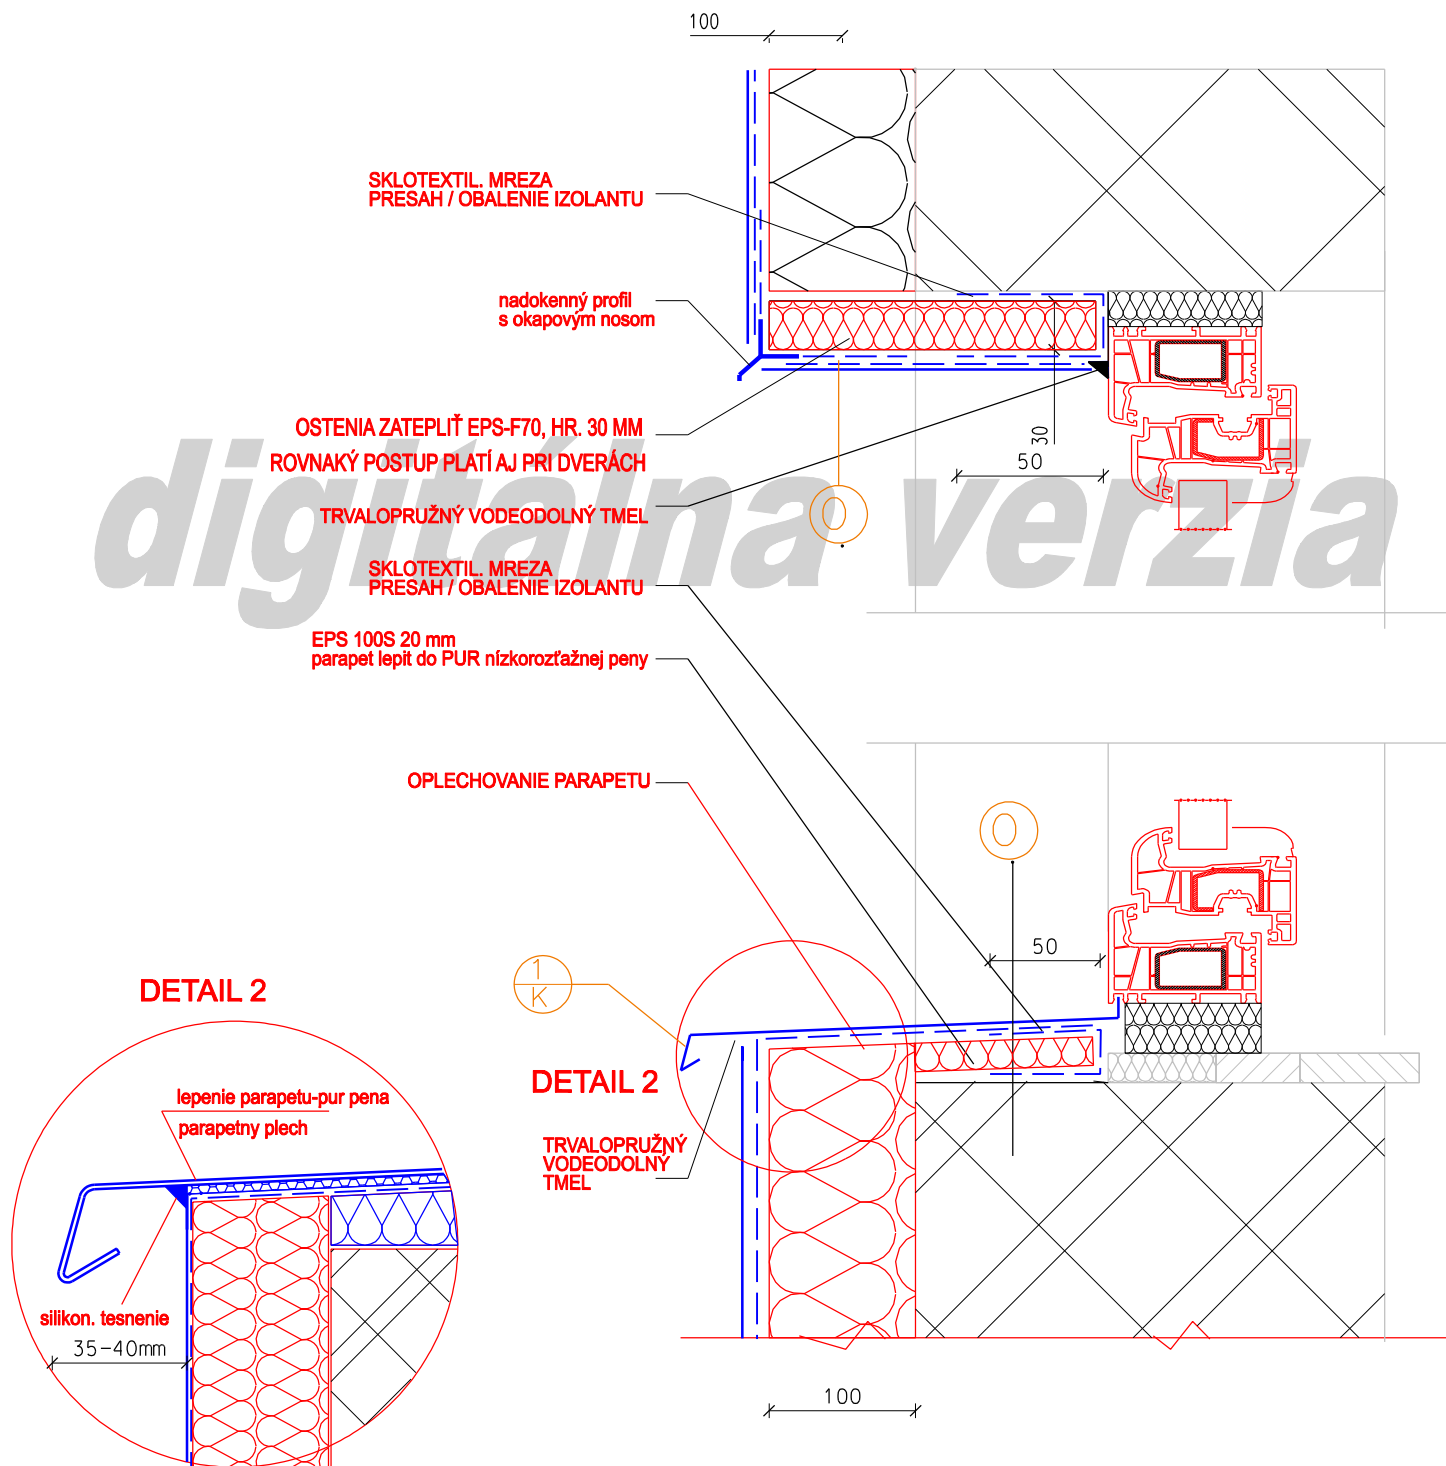 100
SKLOTEXTIL. MREZA
PRESAH / OBALENIE IZOLANTU
nadokenný profil
s okapovým nosom
OSTENIA ZATEPLIŤ EPS-F70, HR. 30 MM
ROVNAKÝ POSTUP PLATÍ AJ PRI DVERÁCH
30
50
digitálna verzia
O
TRVALOPRUŽNÝ VODEODOLNÝ TMEL
SKLOTEXTIL. MREZA
PRESAH / OBALENIE IZOLANTU
EPS 100S 20 mm
parapet lepit do PUR nízkorozťažnej peny
OPLECHOVANIE PARAPETU
O
50
1
K
DETAIL 2
DETAIL 2
lepenie parapetu-pur pena
parapetny plech
TRVALOPRUŽNÝ
VODEODOLNÝ
TMEL
silikon. tesnenie
35-40mm
100